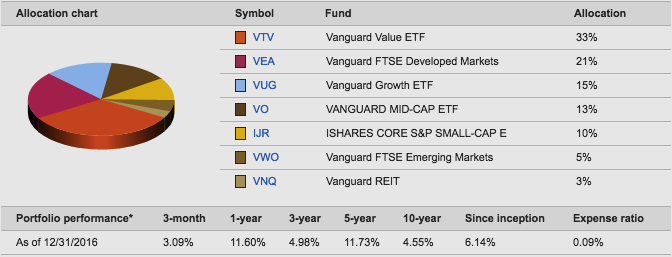 Allocation chart Symbol Fund Allocation
VTV Vanguard Value ETF 33%
VEA Vanguard FTSE Developed Markets 21%
VUG Vanguard Growth ETF 15%
VO VANGUARD MID-CAP ETF 13%
IJR ISHARES CORE S&P SMALL-CAP E 10%
VWO Vanguard FTSE Emerging Markets 5%
VNQ Vanguard REIT 3%
Portfolio performance* 3-month 1-year 3-year 5-year 10-year Since inception Expense ratio
As of 12/31/2016 3.09% 11.60% 4.98% 11.73% 4.55% 6.14% 0.09%